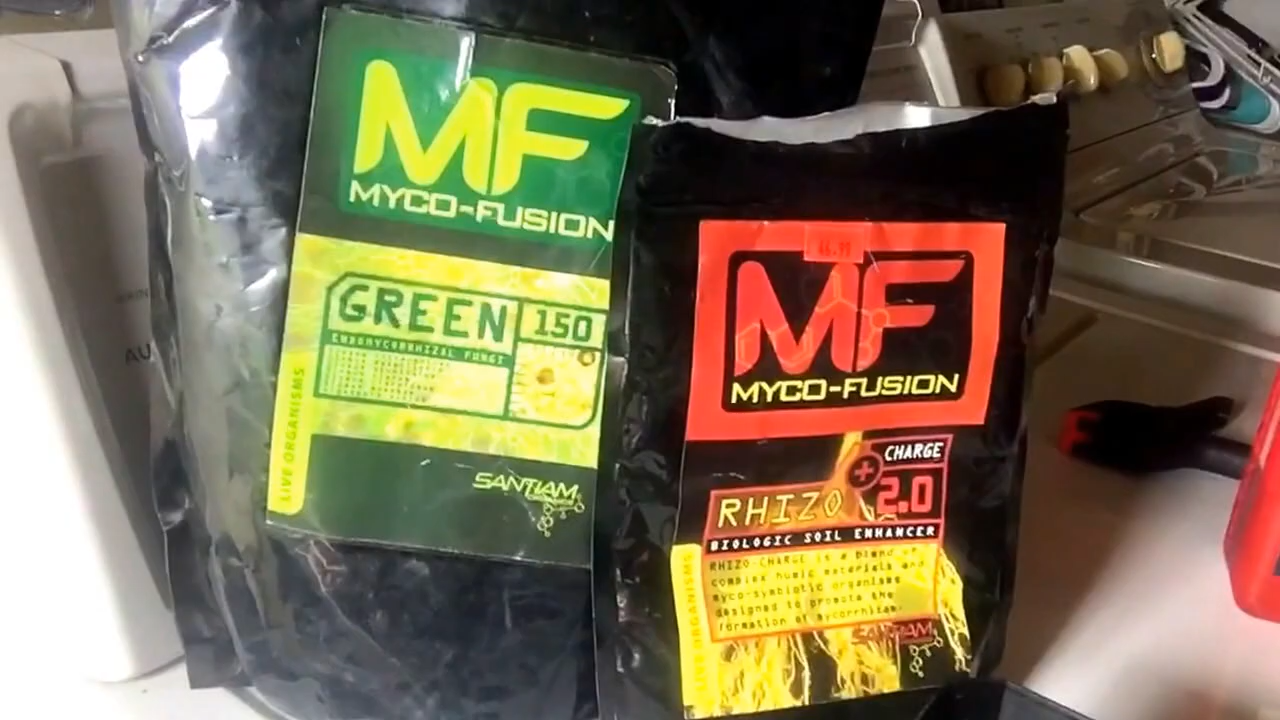 MF
MYCO-FUSION
GREEN
150
ENDOMYCORRHIZAL FUNGI
LIVE ORGANISMS
SANTIAM
MF
MYCO-FUSION
CHARGE
+
2.0
RHIZO
BIOLOGIC SOIL ENHANCER
RHIZO-CHARGE is a blend of
complex humic materials and
myco-symbiotic organisms
designed to promote the
formation of mycorrhizae.
LIVE ORGANISMS
SANTIAM
AU